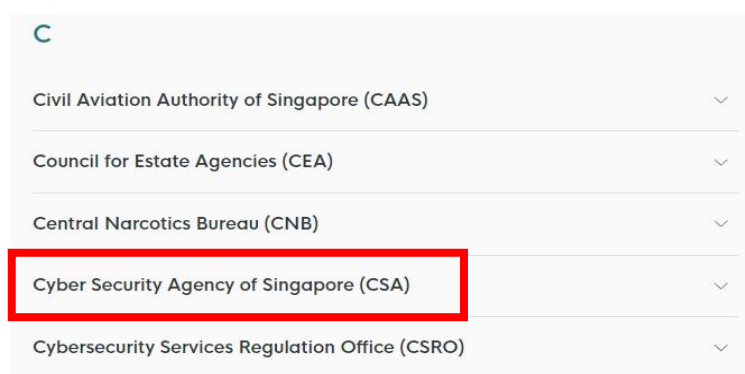 C
Civil Aviation Authority of Singapore (CAAS)
Council for Estate Agencies (CEA)
Central Narcotics Bureau (CNB)
Cyber Security Agency of Singapore (CSA)
Cybersecurity Services Regulation Office (CSRO)